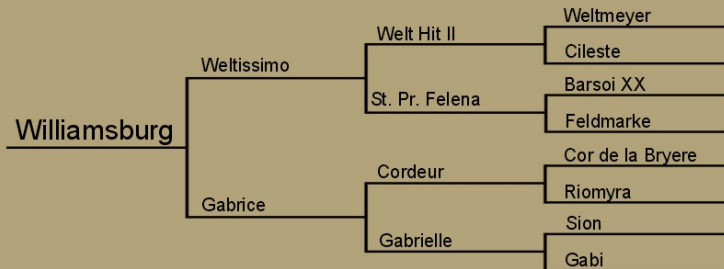 Weltmeyer
Welt Hit II
Cileste
Weltissimo
Barsoi XX
St. Pr. Felena
Feldmarke
Williamsburg
Cor de la Bryere
Cordeur
Riomyra
Gabrice
Sion
Gabrielle
Gabi